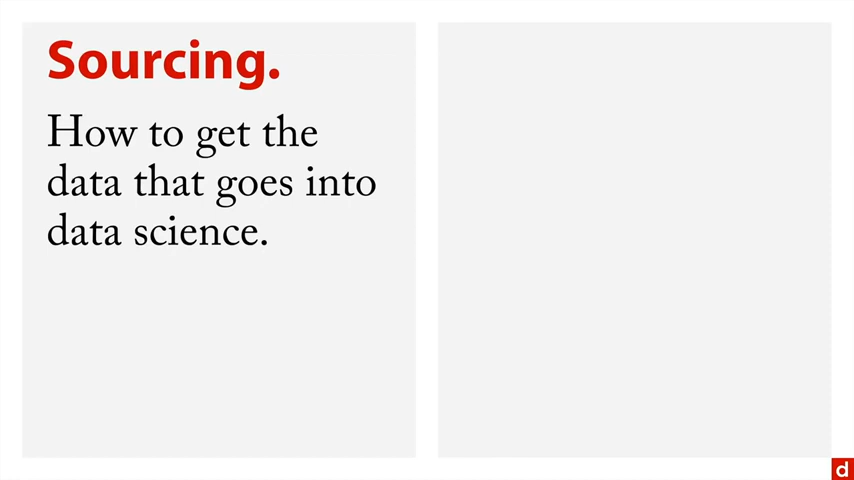 Sourcing.
How to get the
data that goes into
data science.
d